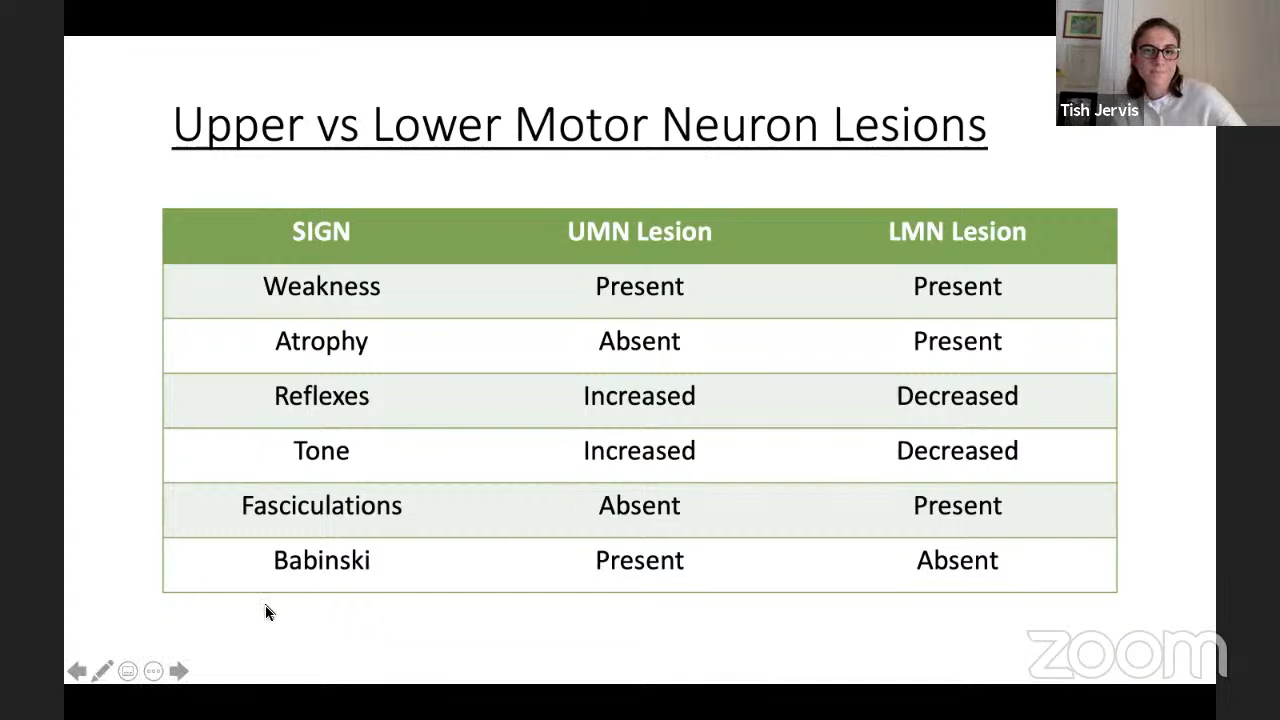 Tish Jervis
Upper vs Lower Motor Neuron Lesions
SIGN UMN Lesion LMN Lesion
Weakness Present Present
Atrophy Absent Present
Reflexes Increased Decreased
Tone Increased Decreased
Fasciculations Absent Present
Babinski Present Absent
zoom